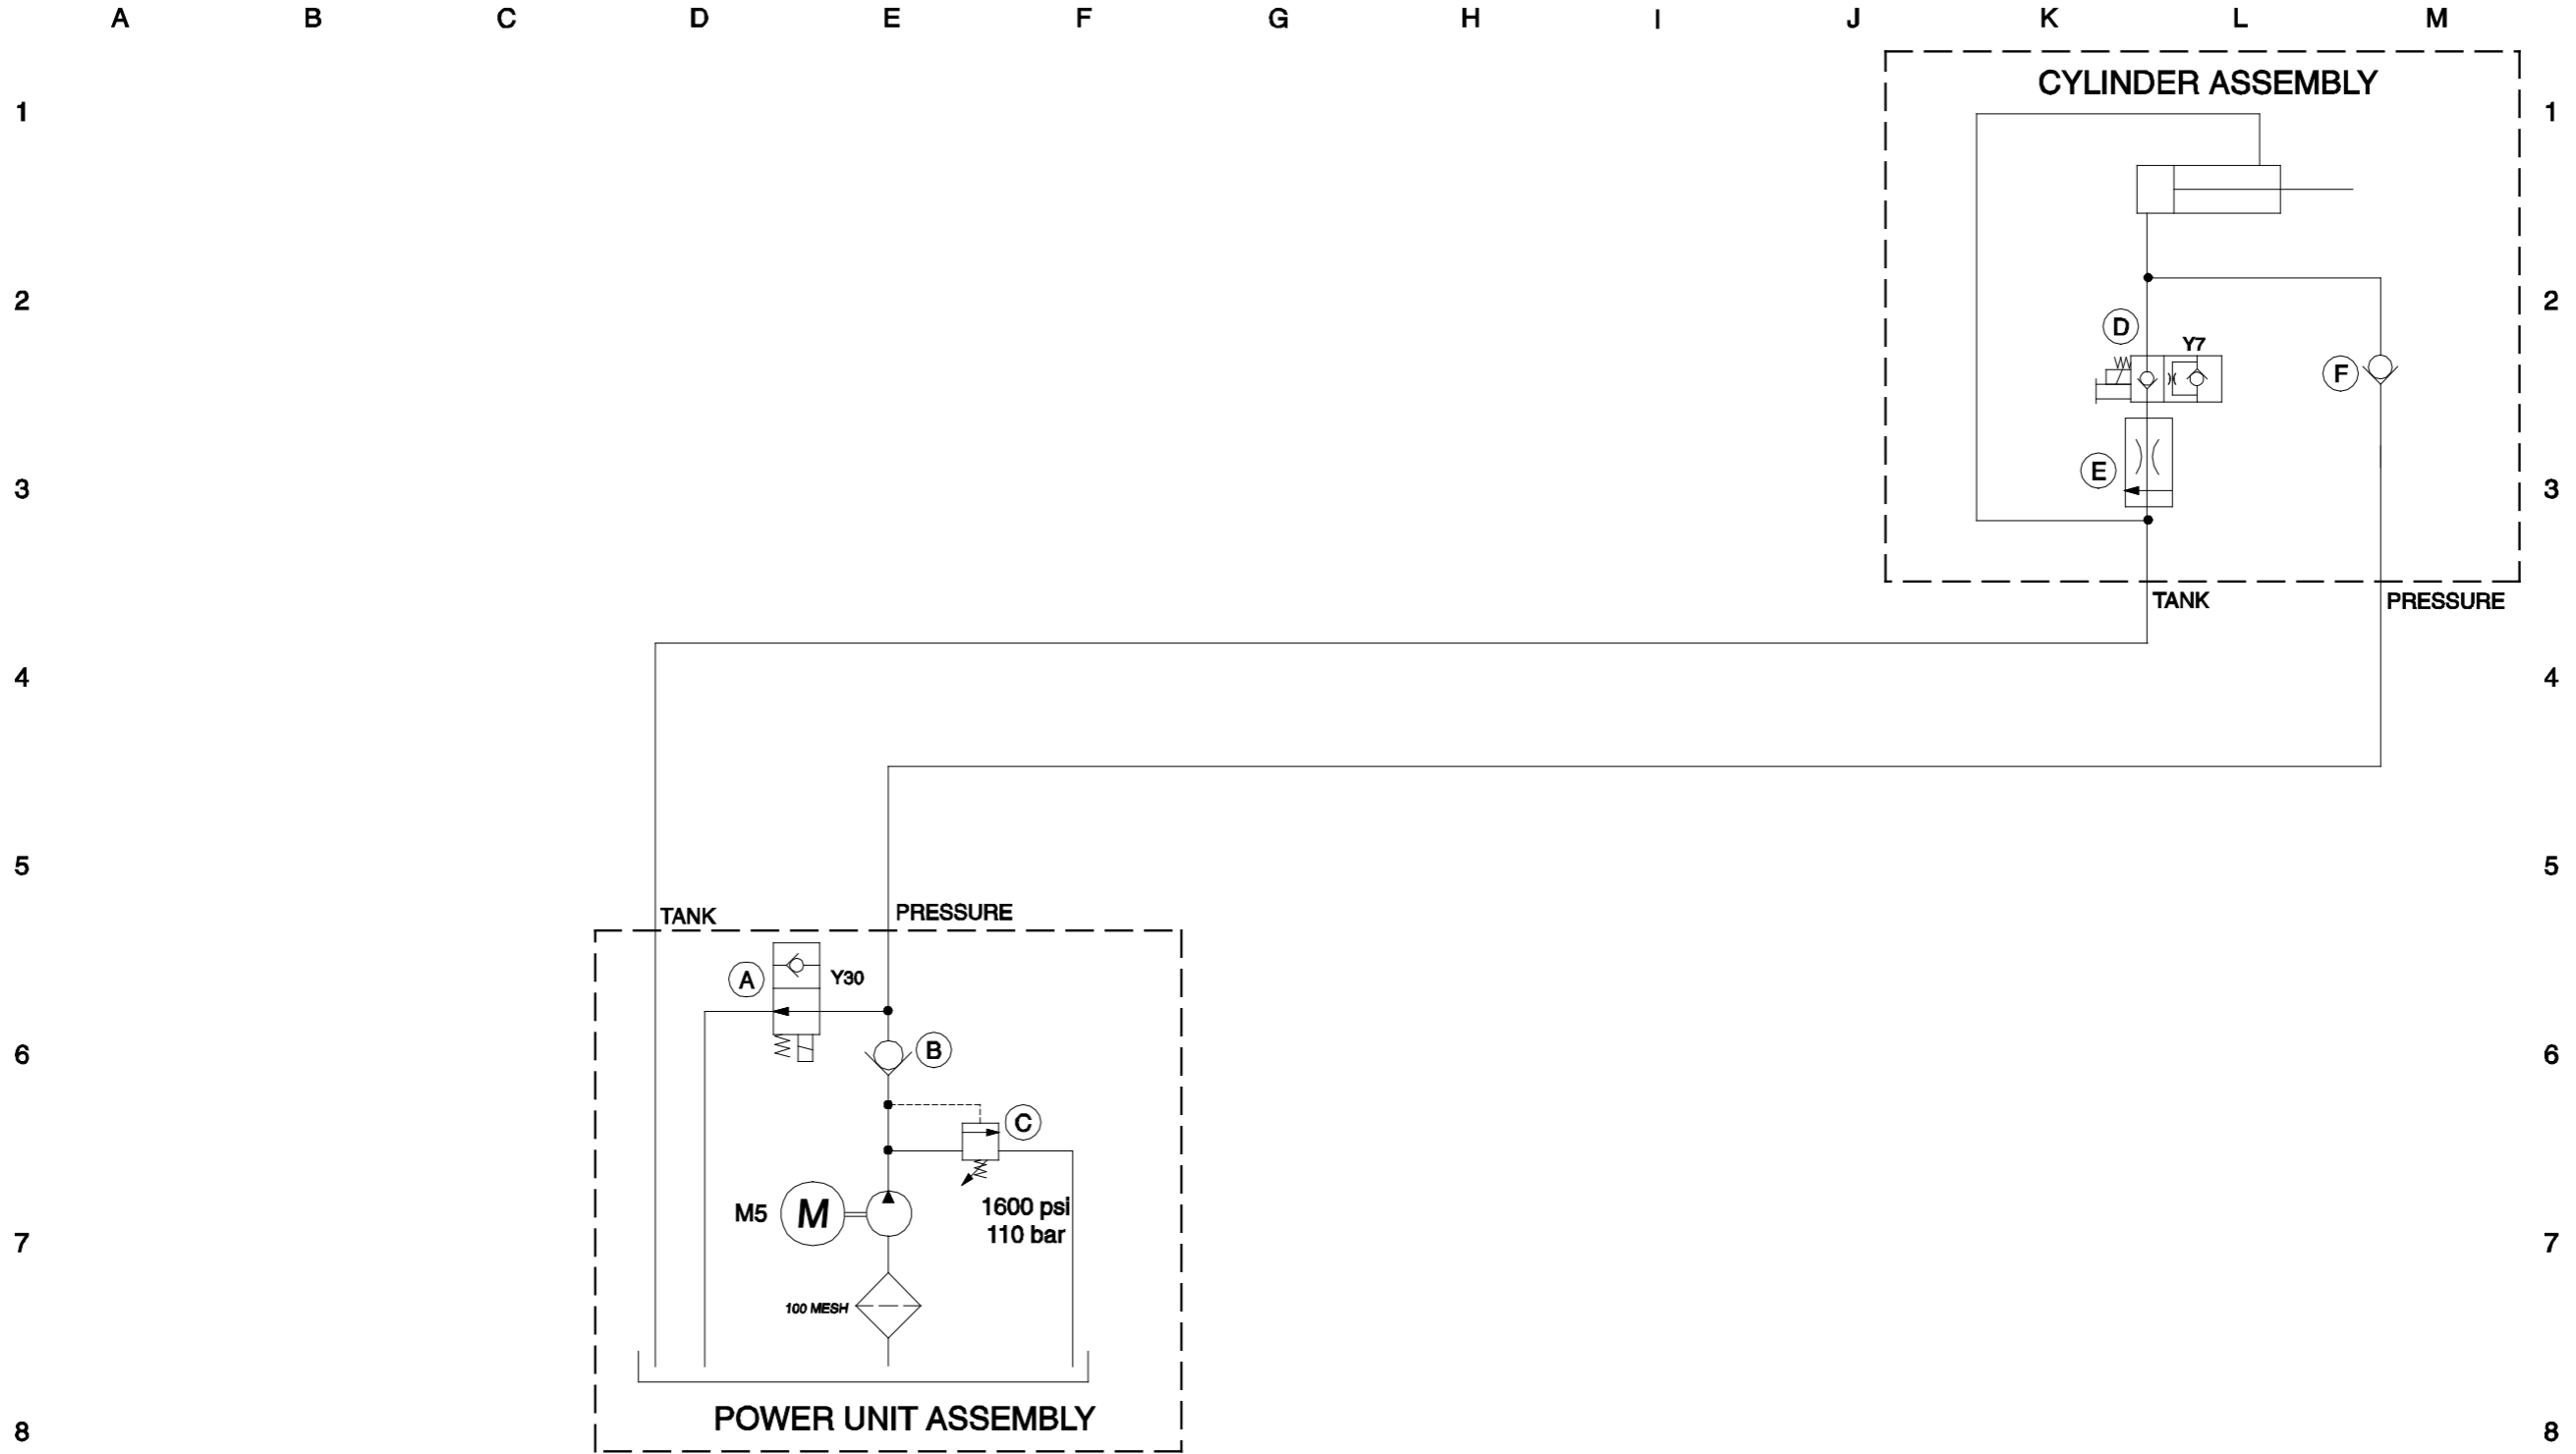 A B C D E F G H I J K L M
CYLINDER ASSEMBLY
1 1
2 2
D
Y7
F
E
3 3
TANK PRESSURE
4 4
5 5
TANK PRESSURE
A Y30
B
6 6
C
1600 psi
110 bar
M5 M
7 7
100 MESH
POWER UNIT ASSEMBLY
8 8